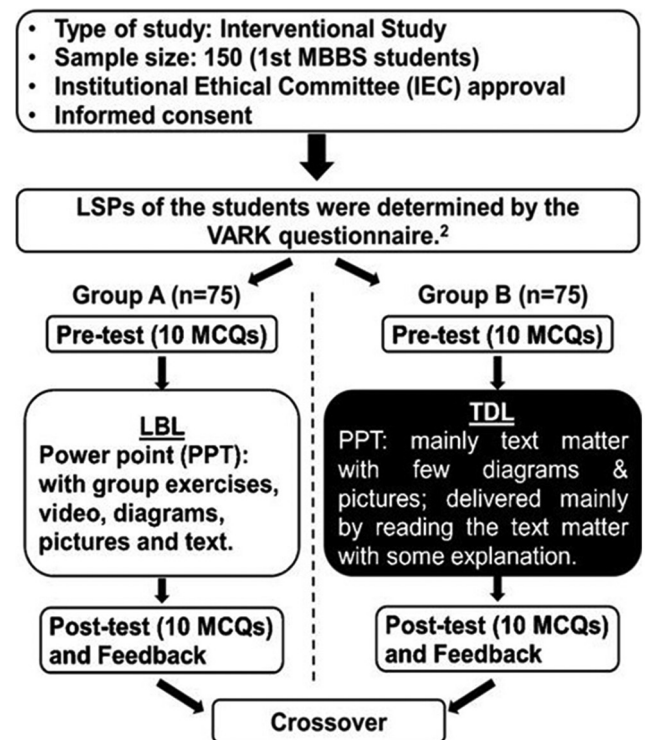 • Type of study: Interventional Study
• Sample size: 150 (1st MBBS students)
• Institutional Ethical Committee (IEC) approval
• Informed consent
LSPs of the students were determined by the
VARK questionnaire.²
Group A (n=75)
Pre-test (10 MCQs)
LBL
Power point (PPT):
with group exercises,
video, diagrams,
pictures and text.
Post-test (10 MCQs)
and Feedback
Group B (n=75)
Pre-test (10 MCQs)
TDL
PPT: mainly text matter
with few diagrams &
pictures; delivered mainly
by reading the text matter
with some explanation.
Post-test (10 MCQs)
and Feedback
Crossover